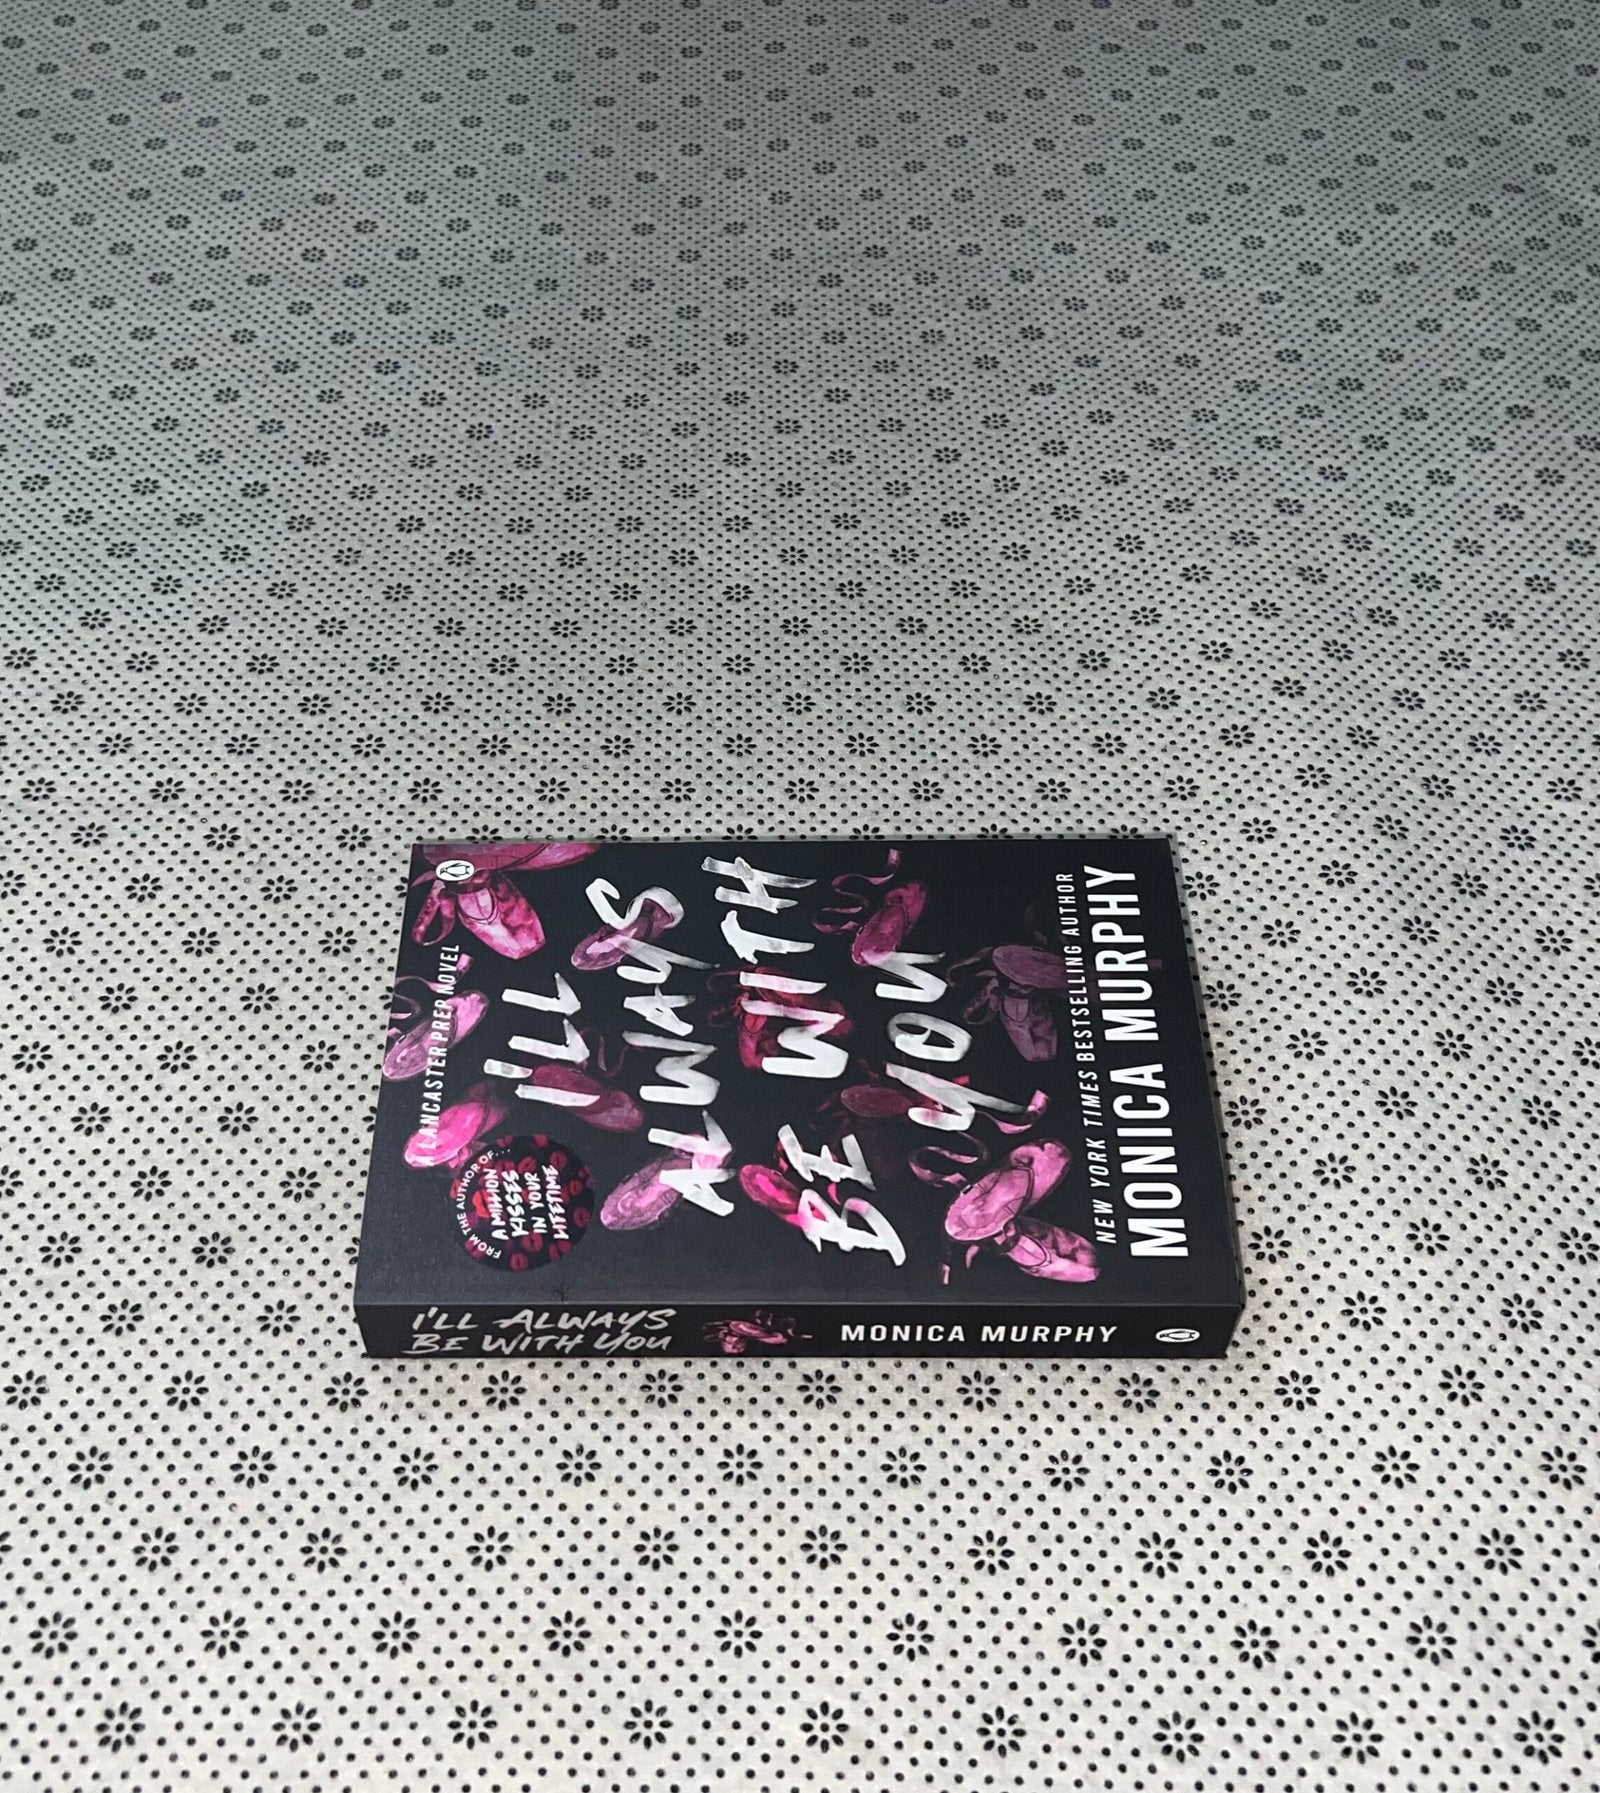 A LANCASTER PREP NOVEL
FROM THE AUTHOR OF...
A MILLION
KISSES
IN YOUR
LIFETIME
I'LL
ALWAYS
BE WITH
YOU
NEW YORK TIMES BESTSELLING AUTHOR
MONICA MURPHY
I'LL ALWAYS
BE WITH YOU
MONICA MURPHY